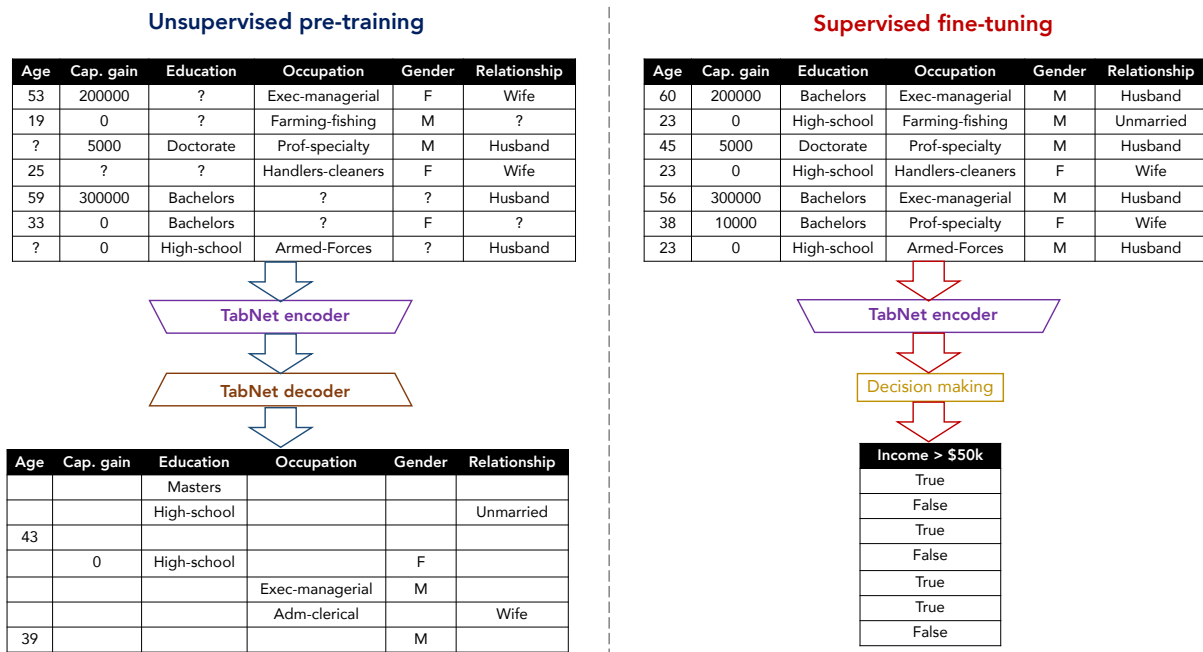 Unsupervised pre-training
Age Cap. gain Education Occupation Gender Relationship
53 200000 ? Exec-managerial F Wife
19 0 ? Farming-fishing M ?
? 5000 Doctorate Prof-specialty M Husband
25 ? ? Handlers-cleaners F Wife
59 300000 Bachelors ? ? Husband
33 0 Bachelors ? F ?
? 0 High-school Armed-Forces ? Husband
TabNet encoder
TabNet decoder
Age Cap. gain Education Occupation Gender Relationship
Masters
High-school Unmarried
43
0 High-school F
Exec-managerial M
Adm-clerical Wife
39 M
Supervised fine-tuning
Age Cap. gain Education Occupation Gender Relationship
60 200000 Bachelors Exec-managerial M Husband
23 0 High-school Farming-fishing M Unmarried
45 5000 Doctorate Prof-specialty M Husband
23 0 High-school Handlers-cleaners F Wife
56 300000 Bachelors Exec-managerial M Husband
38 10000 Bachelors Prof-specialty F Wife
23 0 High-school Armed-Forces M Husband
TabNet encoder
Decision making
Income > $50k
True
False
True
False
True
True
False